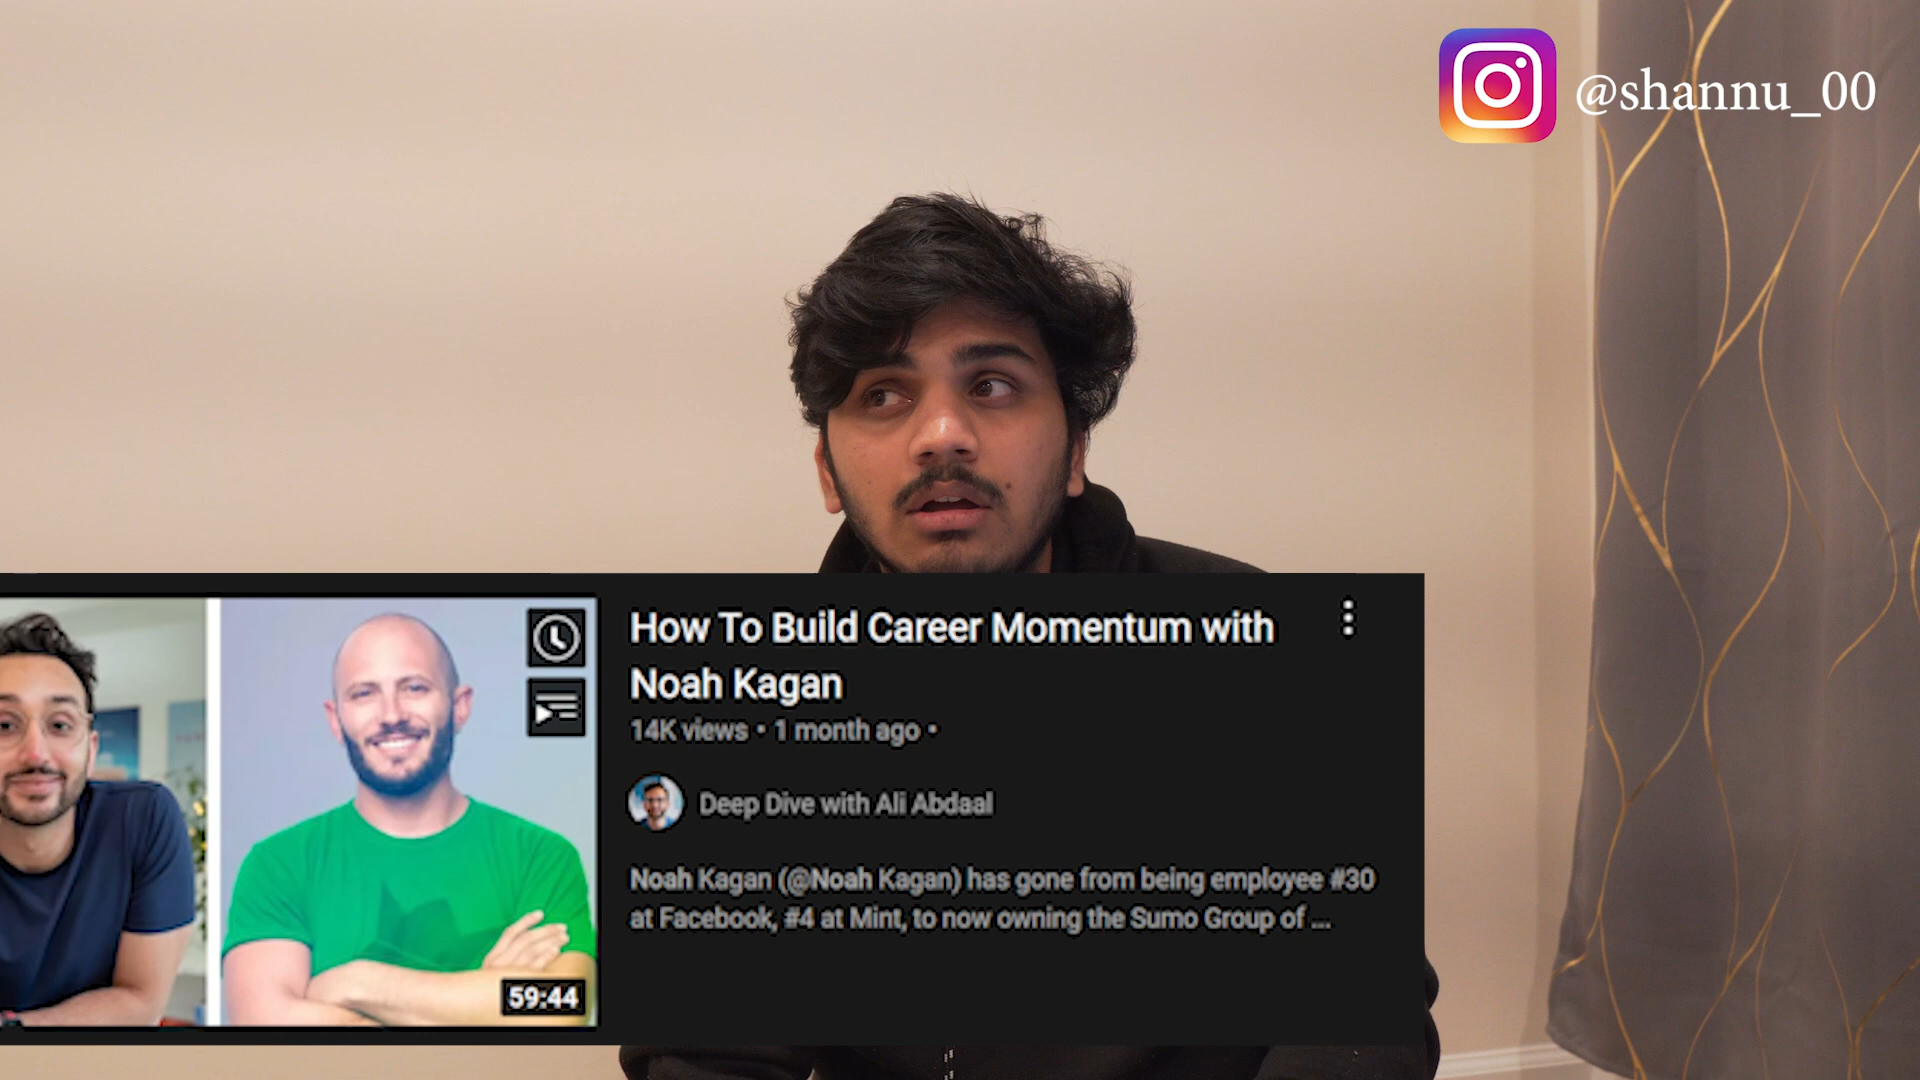 @shannu_00
How To Build Career Momentum with
Noah Kagan
14K views • 1 month ago •
Deep Dive with Ali Abdaal
Noah Kagan (@Noah Kagan) has gone from being employee #30
at Facebook, #4 at Mint, to now owning the Sumo Group of ...
59:44